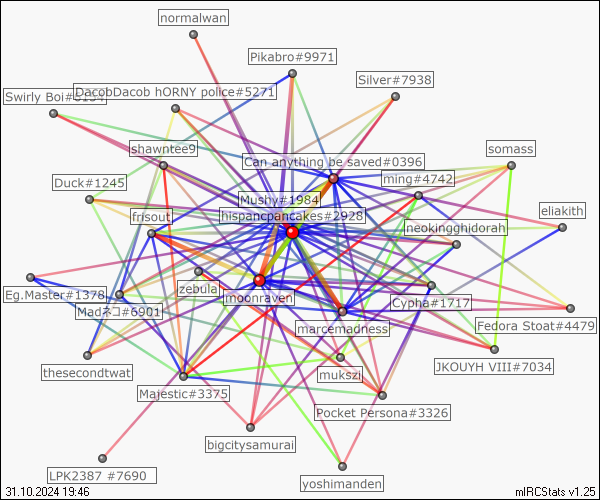 normalwan
Pikabro#9971
Silver#7938
DacobDacob hORNY police#5271
Swirly Boi#
shawntee9
somass
Can anything be saved#0396
ming#4742
Duck#1245
Mushy#1984
eliakith
frisout
hispancpancakes#2928
neokingghidorah
zebula
Eg.Master#1378
moonraven
Cypha#1717
Madネコ#6901
marcemadness
Fedora Stoat#4479
thesecondtwat
mukszi
JKOUYH VIII#7034
Majestic#3375
Pocket Persona#3326
bigcitysamurai
LPK2387 #7690
yoshimanden
31.10.2024 19:46
mIRCStats v1.25